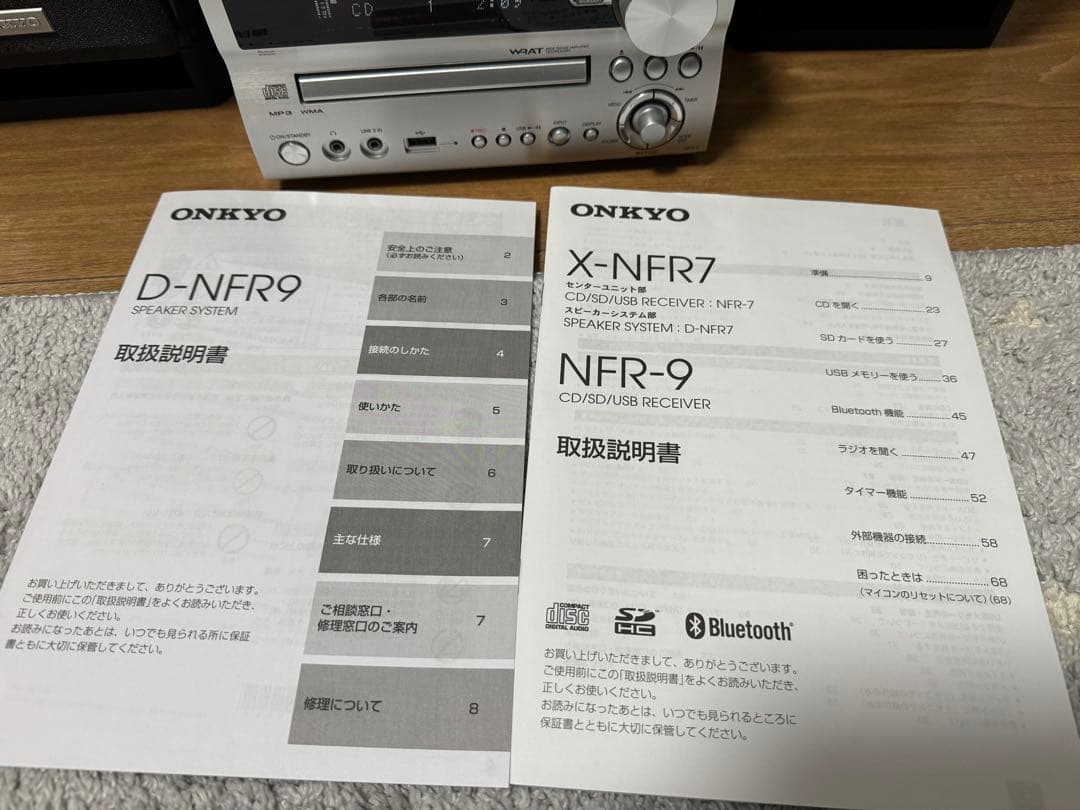 ONKYO
CD 1 2:09
WRAT
disc
MP3 WMA
ON/STANDBY
LINE 2 IN
REC
INPUT
DISPLAY
MENU
TIMER
ONKYO
D-NFR9
SPEAKER SYSTEM
取扱説明書
安全上のご注意
(必ずお読みください) 2
各部の名前 3
接続のしかた 4
使いかた 5
取り扱いについて 6
主な仕様 7
ご相談窓口・
修理窓口のご案内 7
修理について 8
お買い上げいただきまして、ありがとうございます。
ご使用前にこの「取扱説明書」をよくお読みいただき、
正しくお使いください。
お読みになったあとは、いつでも見られる所に保証
書ともに大切に保管してください。
ONKYO
X-NFR7
センターユニット部
CD/SD/USB RECEIVER : NFR-7
スピーカーシステム部
SPEAKER SYSTEM : D-NFR7
NFR-9
CD/SD/USB RECEIVER
取扱説明書
準備 9
CD を聞く 23
SD カードを使う 27
USB メモリーを使う 36
Bluetooth 機能 45
ラジオを聞く 47
タイマー機能 52
外部機器の接続 58
困ったときは 68
(マイコンのリセットについて) (68)
COMPACT
disc
DIGITAL AUDIO
SD
HC
Bluetooth®
お買い上げいただきまして、ありがとうございます。
ご使用前にこの「取扱説明書」をよくお読みいただき、
正しくお使いください。
お読みになったあとは、いつでも見られるところに
保証書とともに大切に保管してください。